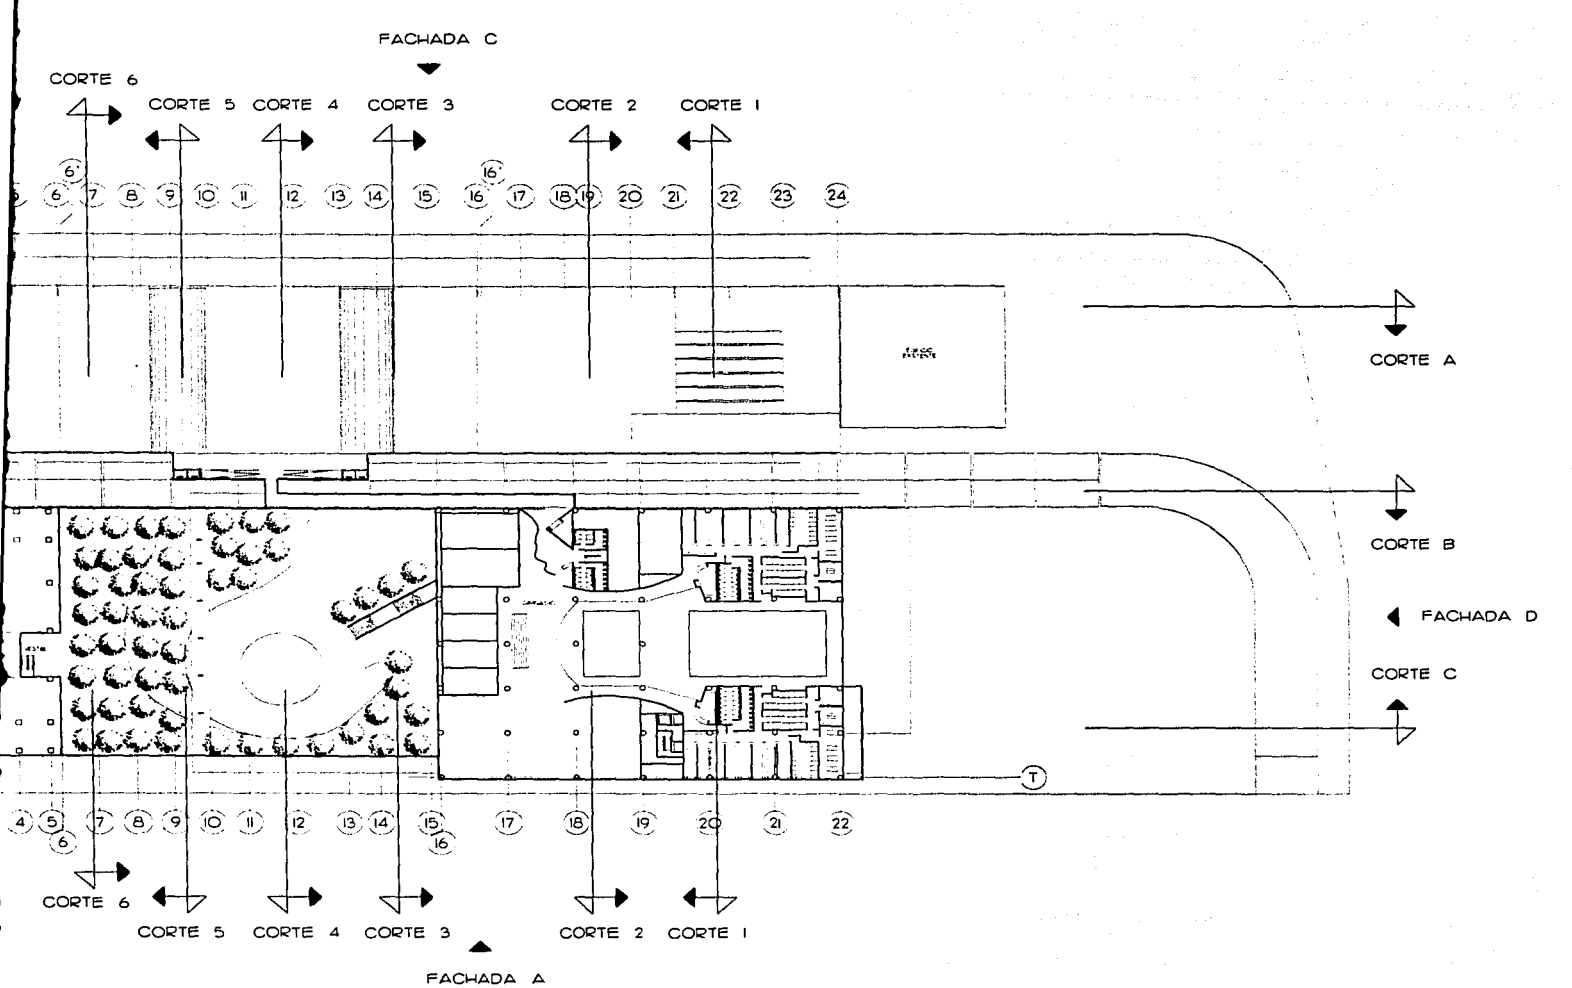 FACHADA C
CORTE 6
CORTE 5 CORTE 4 CORTE 3 CORTE 2 CORTE 1
6' 16'
6 7 8 9 10 11 12 13 14 15 16 17 18 19 20 21 22 23 24
CORTE A
CORTE B
FACHADA D
CORTE C
T
4 5 7 8 9 10 11 12 13 14 15 17 18 19 20 21 22
6 16
CORTE 6
CORTE 5 CORTE 4 CORTE 3 CORTE 2 CORTE 1
FACHADA A